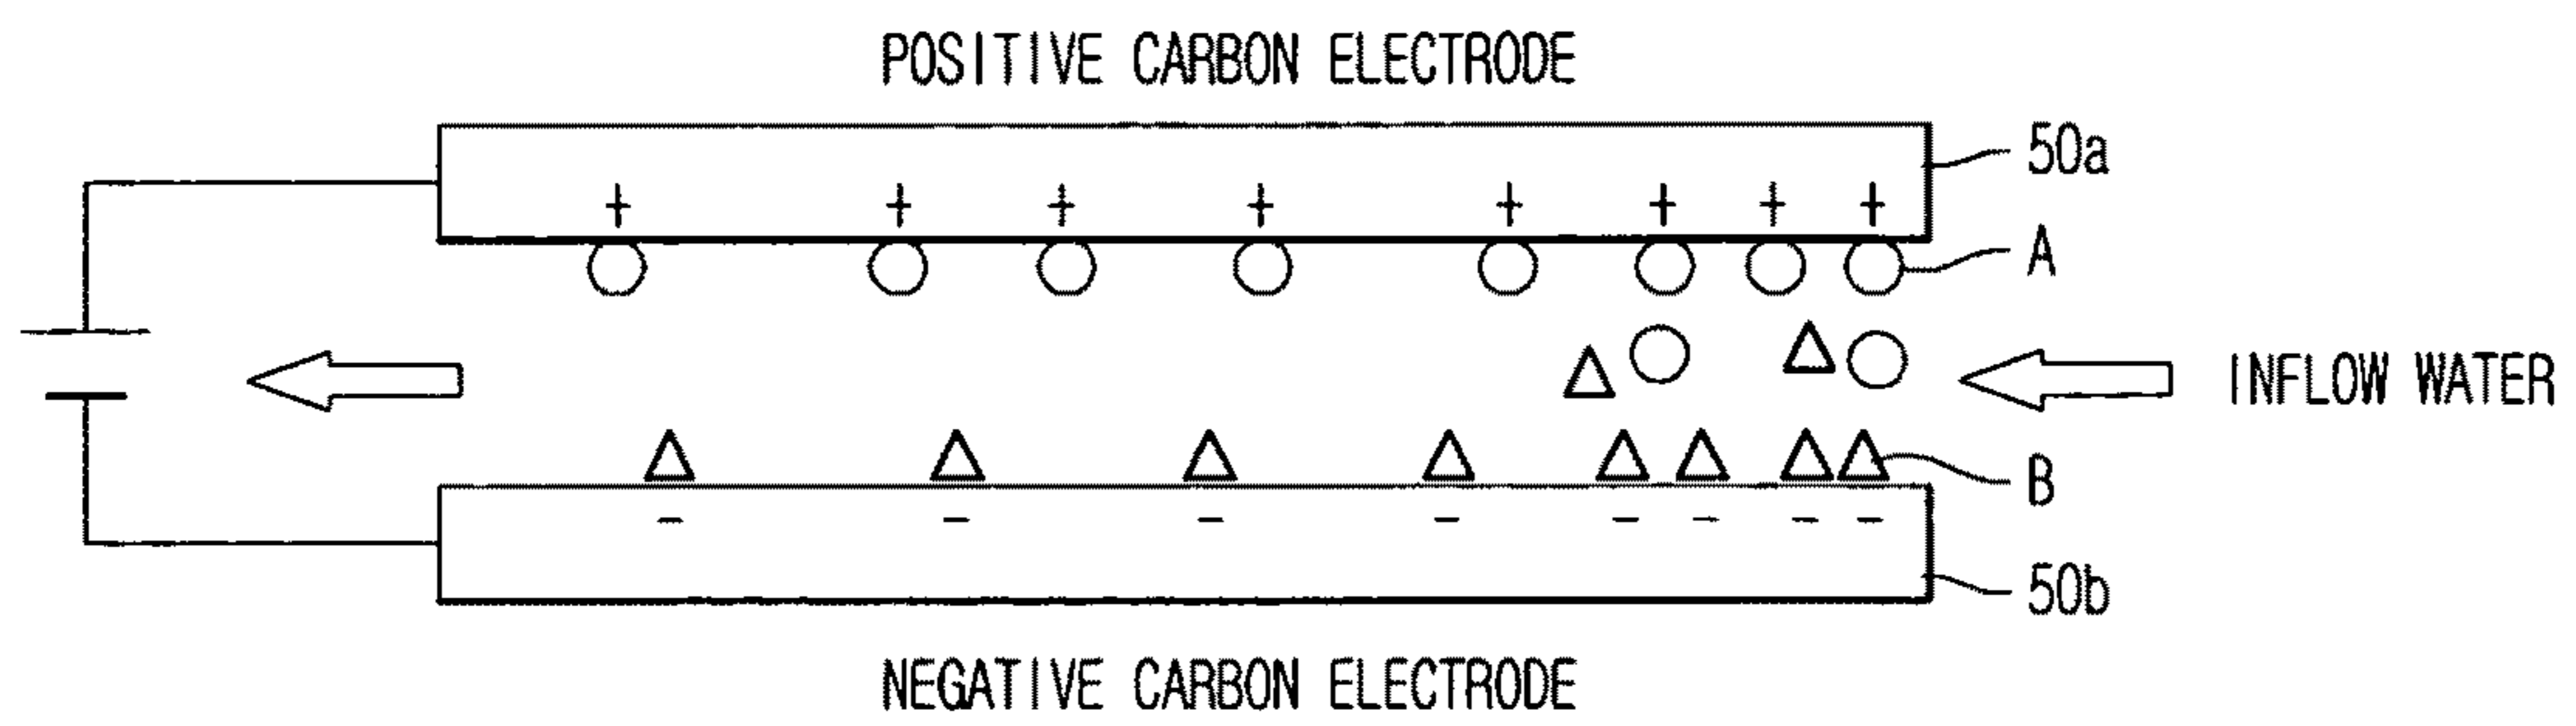 POSITIVE CARBON ELECTRODE
50a
+ + + + + + + +
A
INFLOW WATER
B
- - - - - - - -
50b
NEGATIVE CARBON ELECTRODE